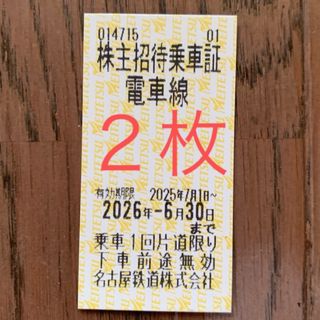 014715 01
株主招待乗車証
電車線
2枚
有効期限 2025年7月1日~
2026年-6月30日
まで
乗車1回片道限り
下車前途無効
名古屋鉄道株式会社